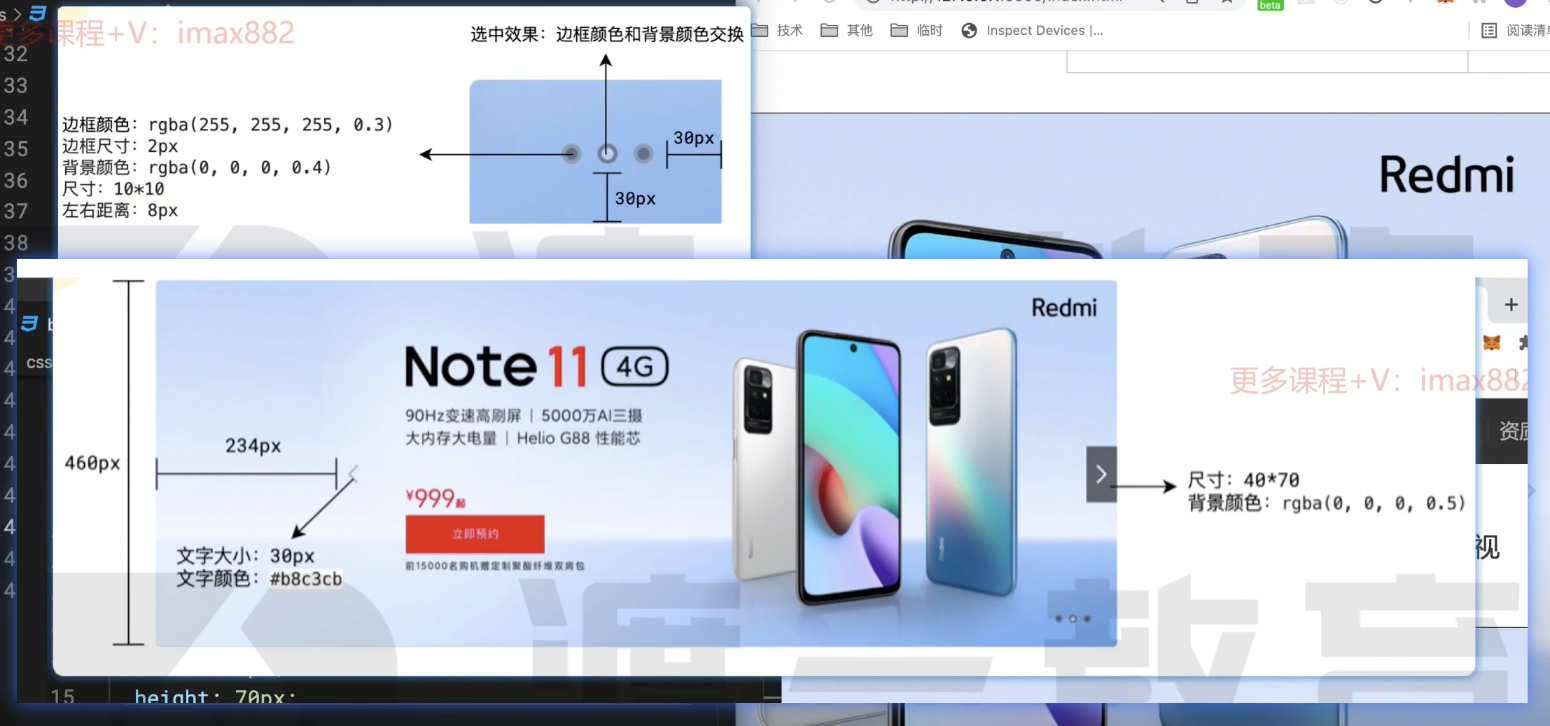 更多课程+V：imax882
选中效果：边框颜色和背景颜色交换
技术
其他
临时
Inspect Devices |...
阅读清单
beta
32
33
34
35
36
37
38
边框颜色：rgba(255, 255, 255, 0.3)
边框尺寸：2px
背景颜色：rgba(0, 0, 0, 0.4)
尺寸：10*10
左右距离：8px
30px
30px
Redmi
Redmi
Note 11 4G
90Hz变速高刷屏 | 5000万AI三摄
大内存大电量 | Helio G88 性能芯
¥999起
立即预约
前15000名购机赠定制聚酯纤维双肩包
460px
234px
文字大小：30px
文字颜色：#b8c3cb
尺寸：40*70
背景颜色：rgba(0, 0, 0, 0.5)
更多课程+V：imax882
css
资质
视
渡一教育
15
height: 70px;